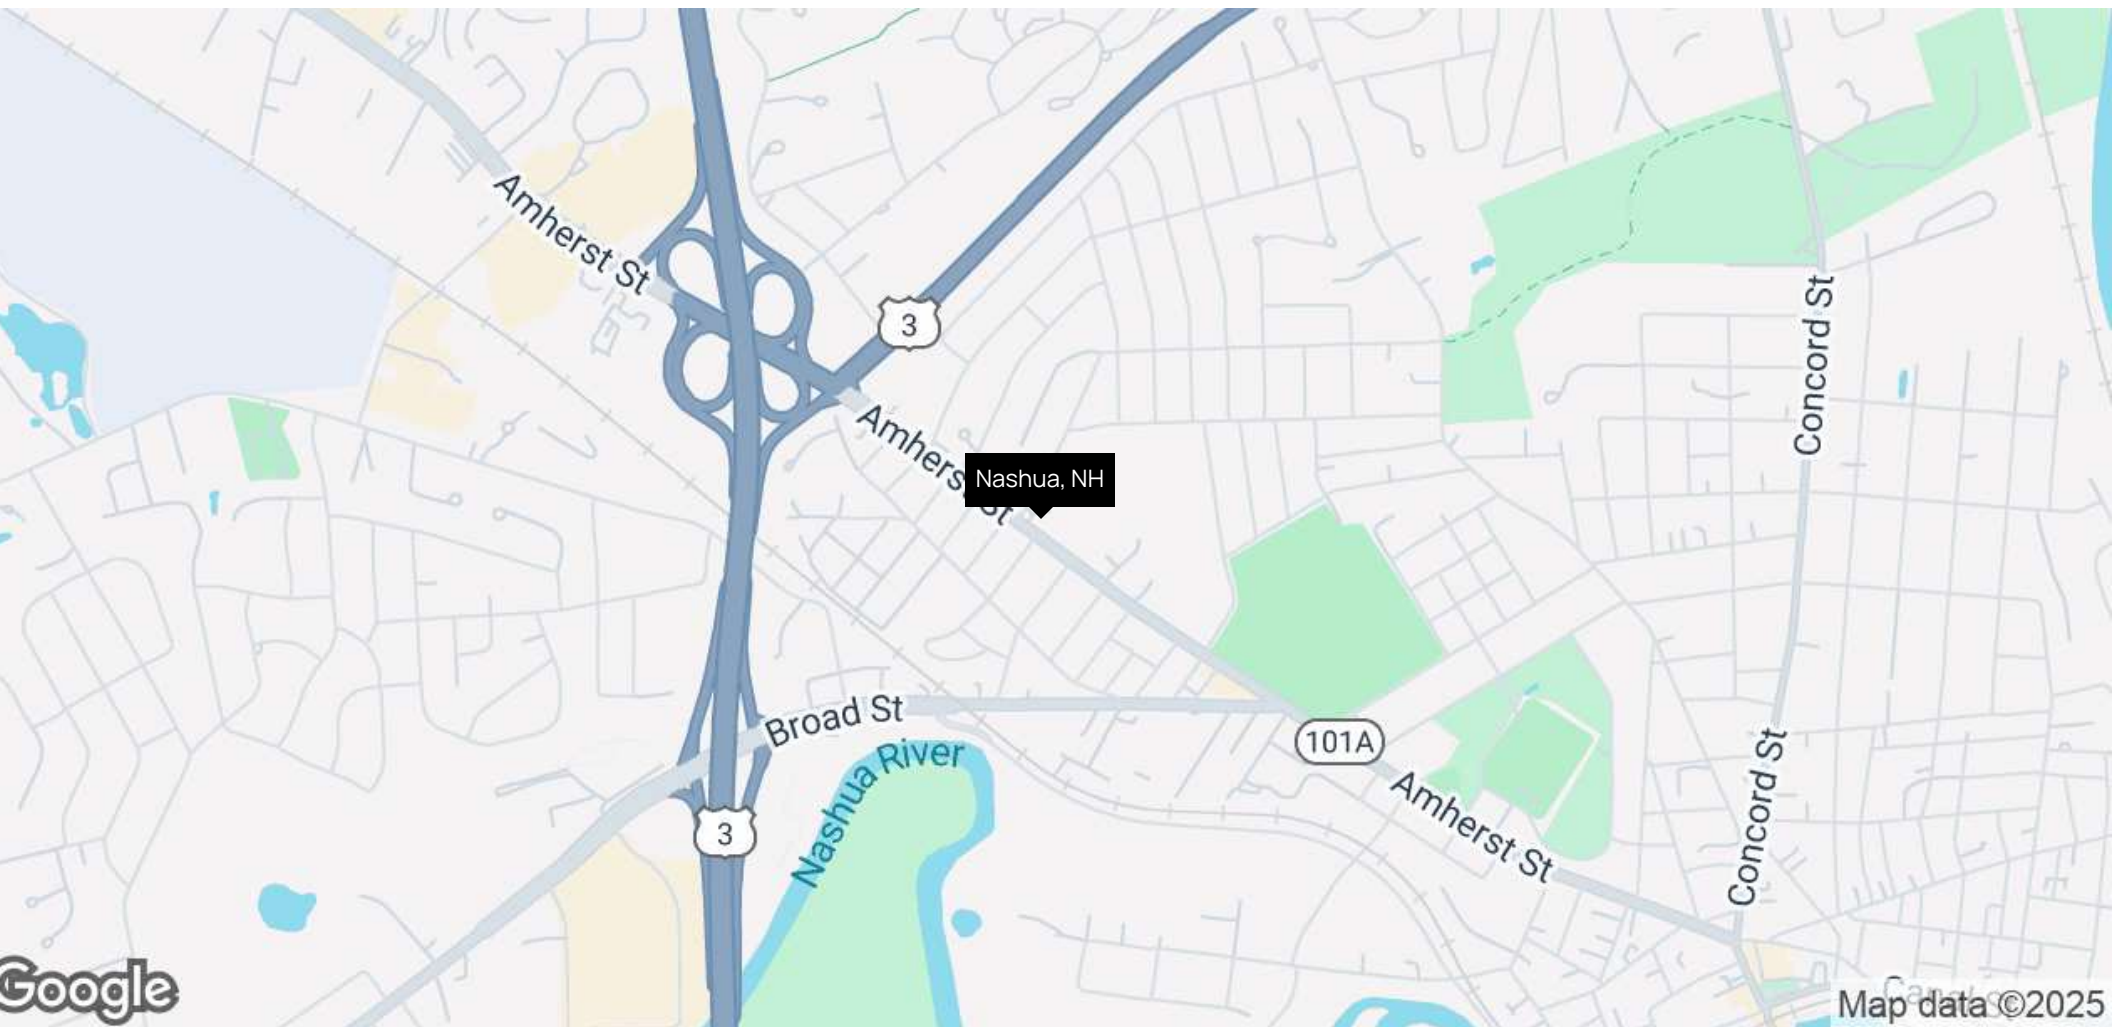 Amherst St
3
Concord St
Amherst St
Nashua, NH
Broad St
101A
Nashua River
3
Amherst St
Concord St
Google
Map data ©2025